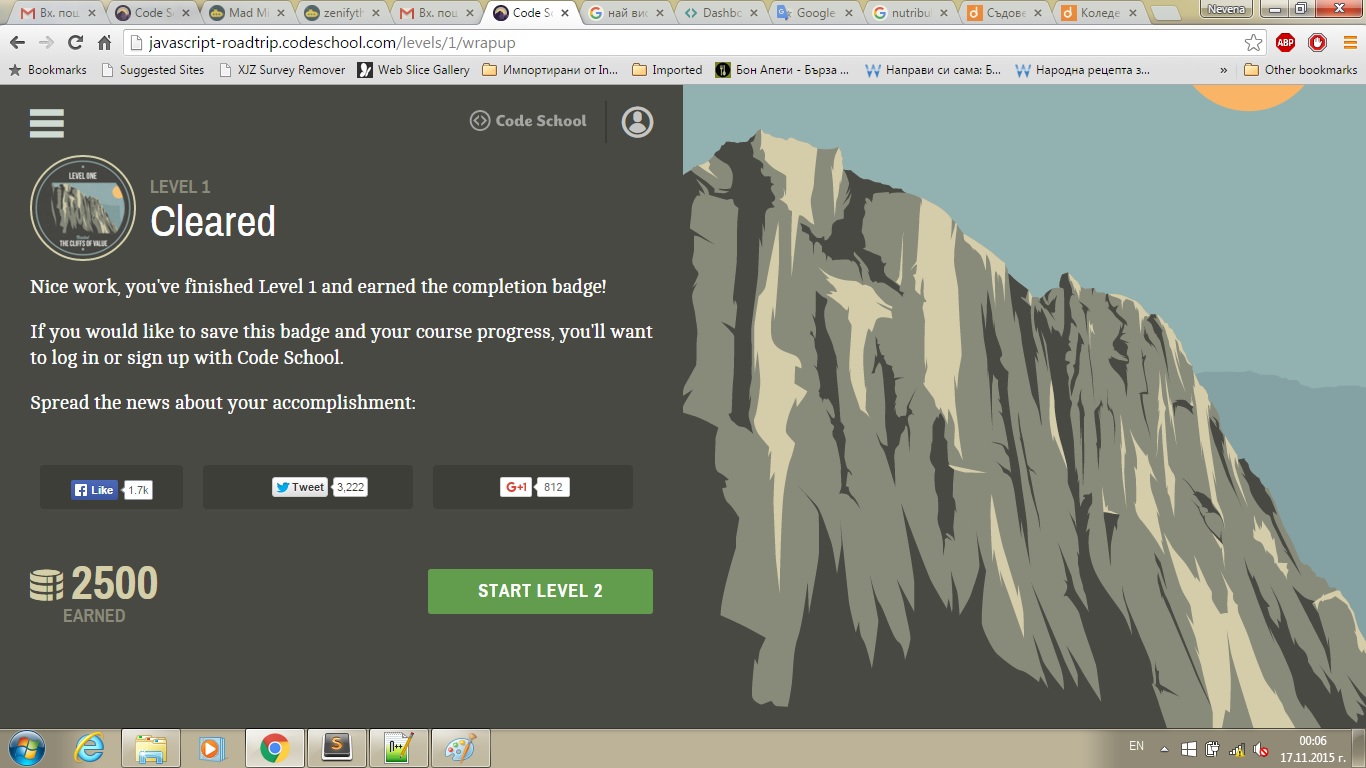 Вх. пощ
Code Sc
Mad Mi
zenifyth
Вх. пощ
Code Sc
най вис
Dashbo
Google
nutribu
Съдове
Коледе
Nevena
javascript-roadtrip.codeschool.com/levels/1/wrapup
ABP
Bookmarks
Suggested Sites
XJZ Survey Remover
Web Slice Gallery
Импортирани от In...
Imported
Бон Апети - Бърза ...
Направи си сама: Б...
Народна рецепта з...
»
Other bookmarks
Code School
LEVEL ONE
THE CLIFFS OF VALUE
LEVEL 1
Cleared
Nice work, you've finished Level 1 and earned the completion badge!
If you would like to save this badge and your course progress, you'll want
to log in or sign up with Code School.
Spread the news about your accomplishment:
Like 1.7k
Tweet 3,222
G+1 812
2500
EARNED
START LEVEL 2
EN
00:06
17.11.2015 г.